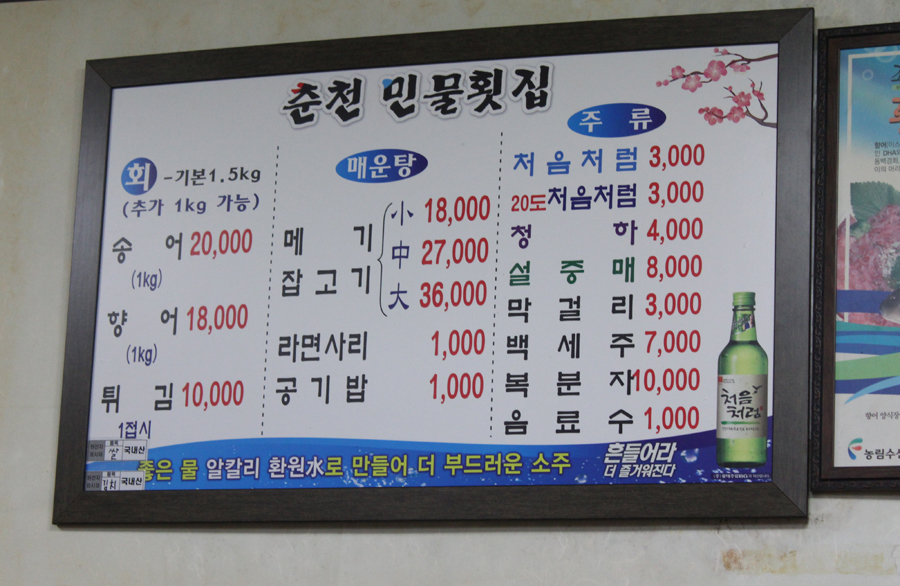 춘천 민물횟집
회 -기본1.5kg
(추가 1kg 가능)
송 어 20,000
(1kg)
향 어 18,000
(1kg)
튀 김 10,000
1접시
매운탕
메 기
잡고기
小 18,000
中 27,000
大 36,000
라면사리 1,000
공기밥 1,000
주 류
처음처럼 3,000
20도처음처럼 3,000
청 하 4,000
설 중 매 8,000
막 걸 리 3,000
백 세 주 7,000
복 분 자 10,000
음 료 수 1,000
처음처럼
쌀 국내산
김치 국내산
좋은 물 알칼리 환원水로 만들어 더 부드러운 소주
흔들어라
더 즐거워진다
농림수산